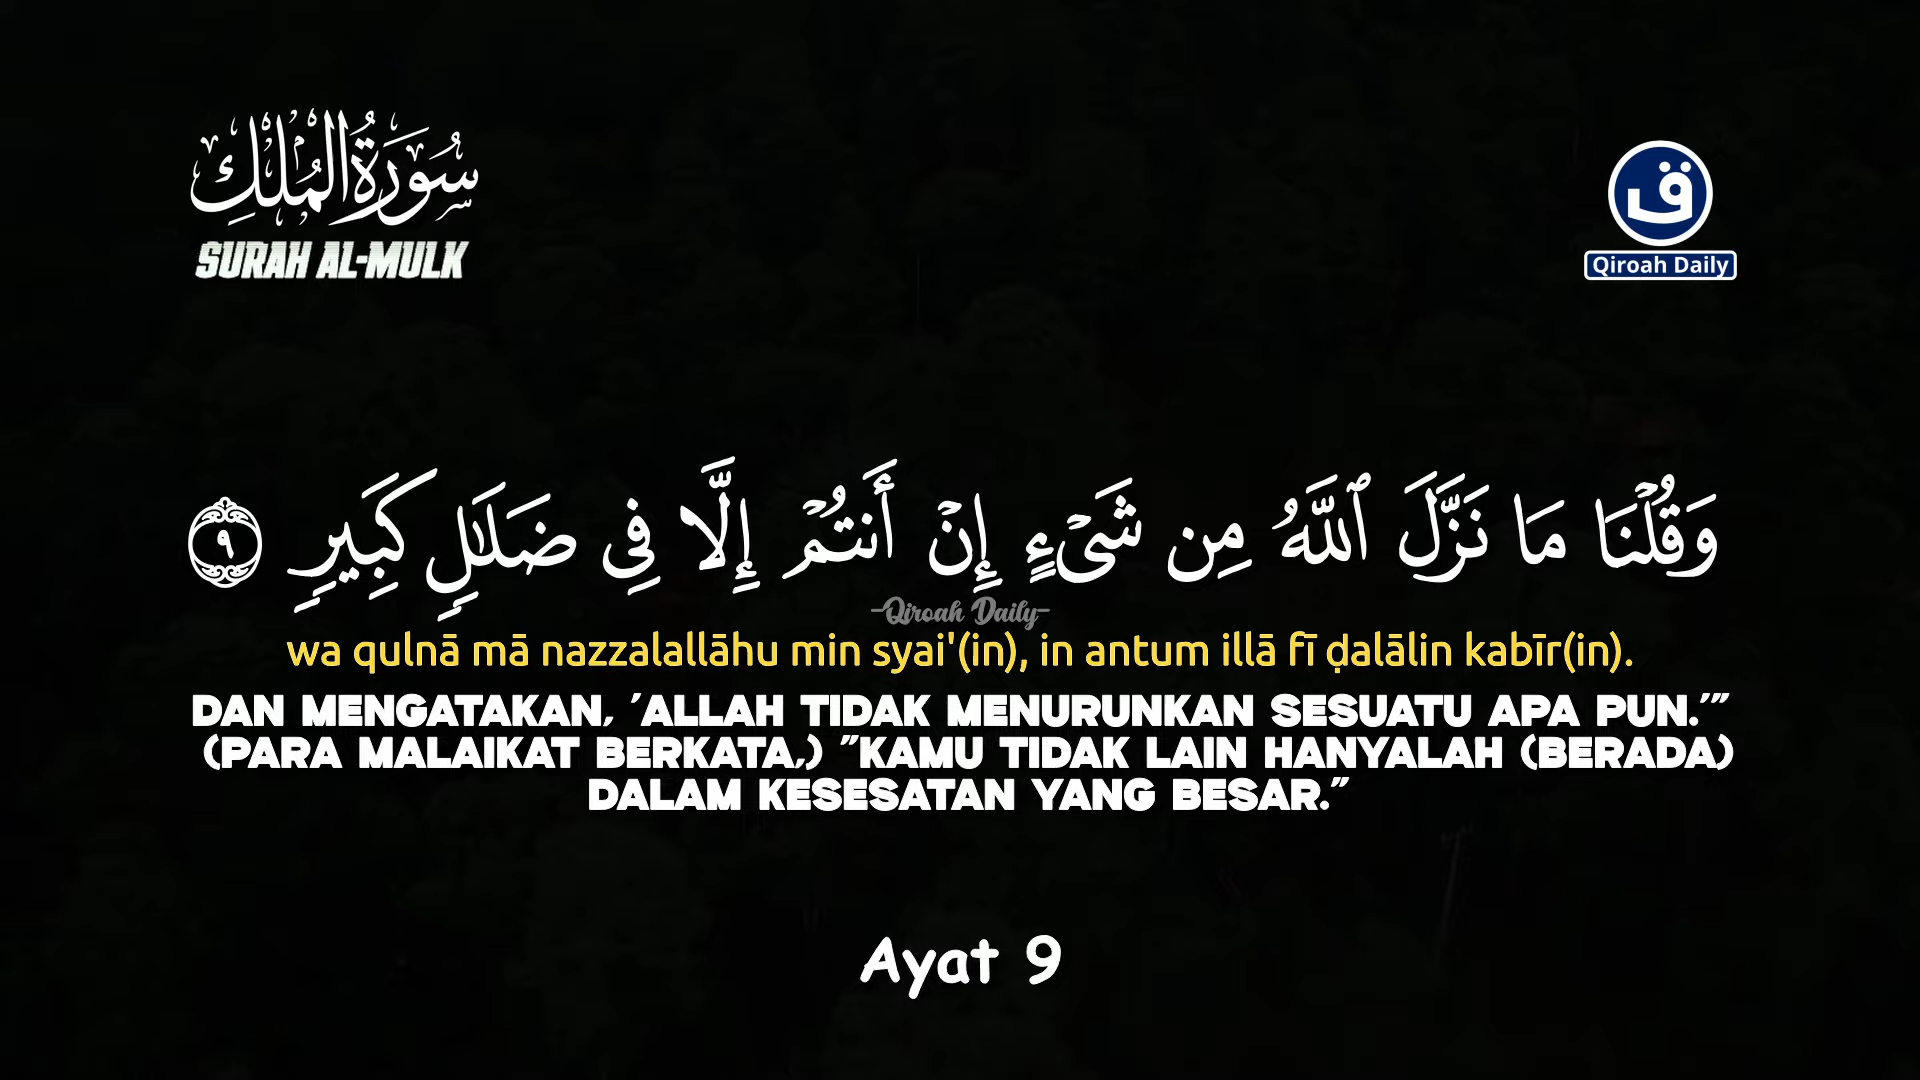 سُورَةُ الْمُلْكِ
SURAH AL-MULK
ق
Qiroah Daily
وَقُلْنَا مَا نَزَّلَ ٱللَّهُ مِن شَىْءٍ إِنْ أَنتُمْ إِلَّا فِى ضَلَـٰلٍ كَبِيرٍ ٩
-Qiroah Daily-
wa qulnā mā nazzalallāhu min syai'(in), in antum illā fī ḍalālin kabīr(in).
DAN MENGATAKAN, 'ALLAH TIDAK MENURUNKAN SESUATU APA PUN.'"
(PARA MALAIKAT BERKATA,) "KAMU TIDAK LAIN HANYALAH (BERADA)
DALAM KESESATAN YANG BESAR."
Ayat 9